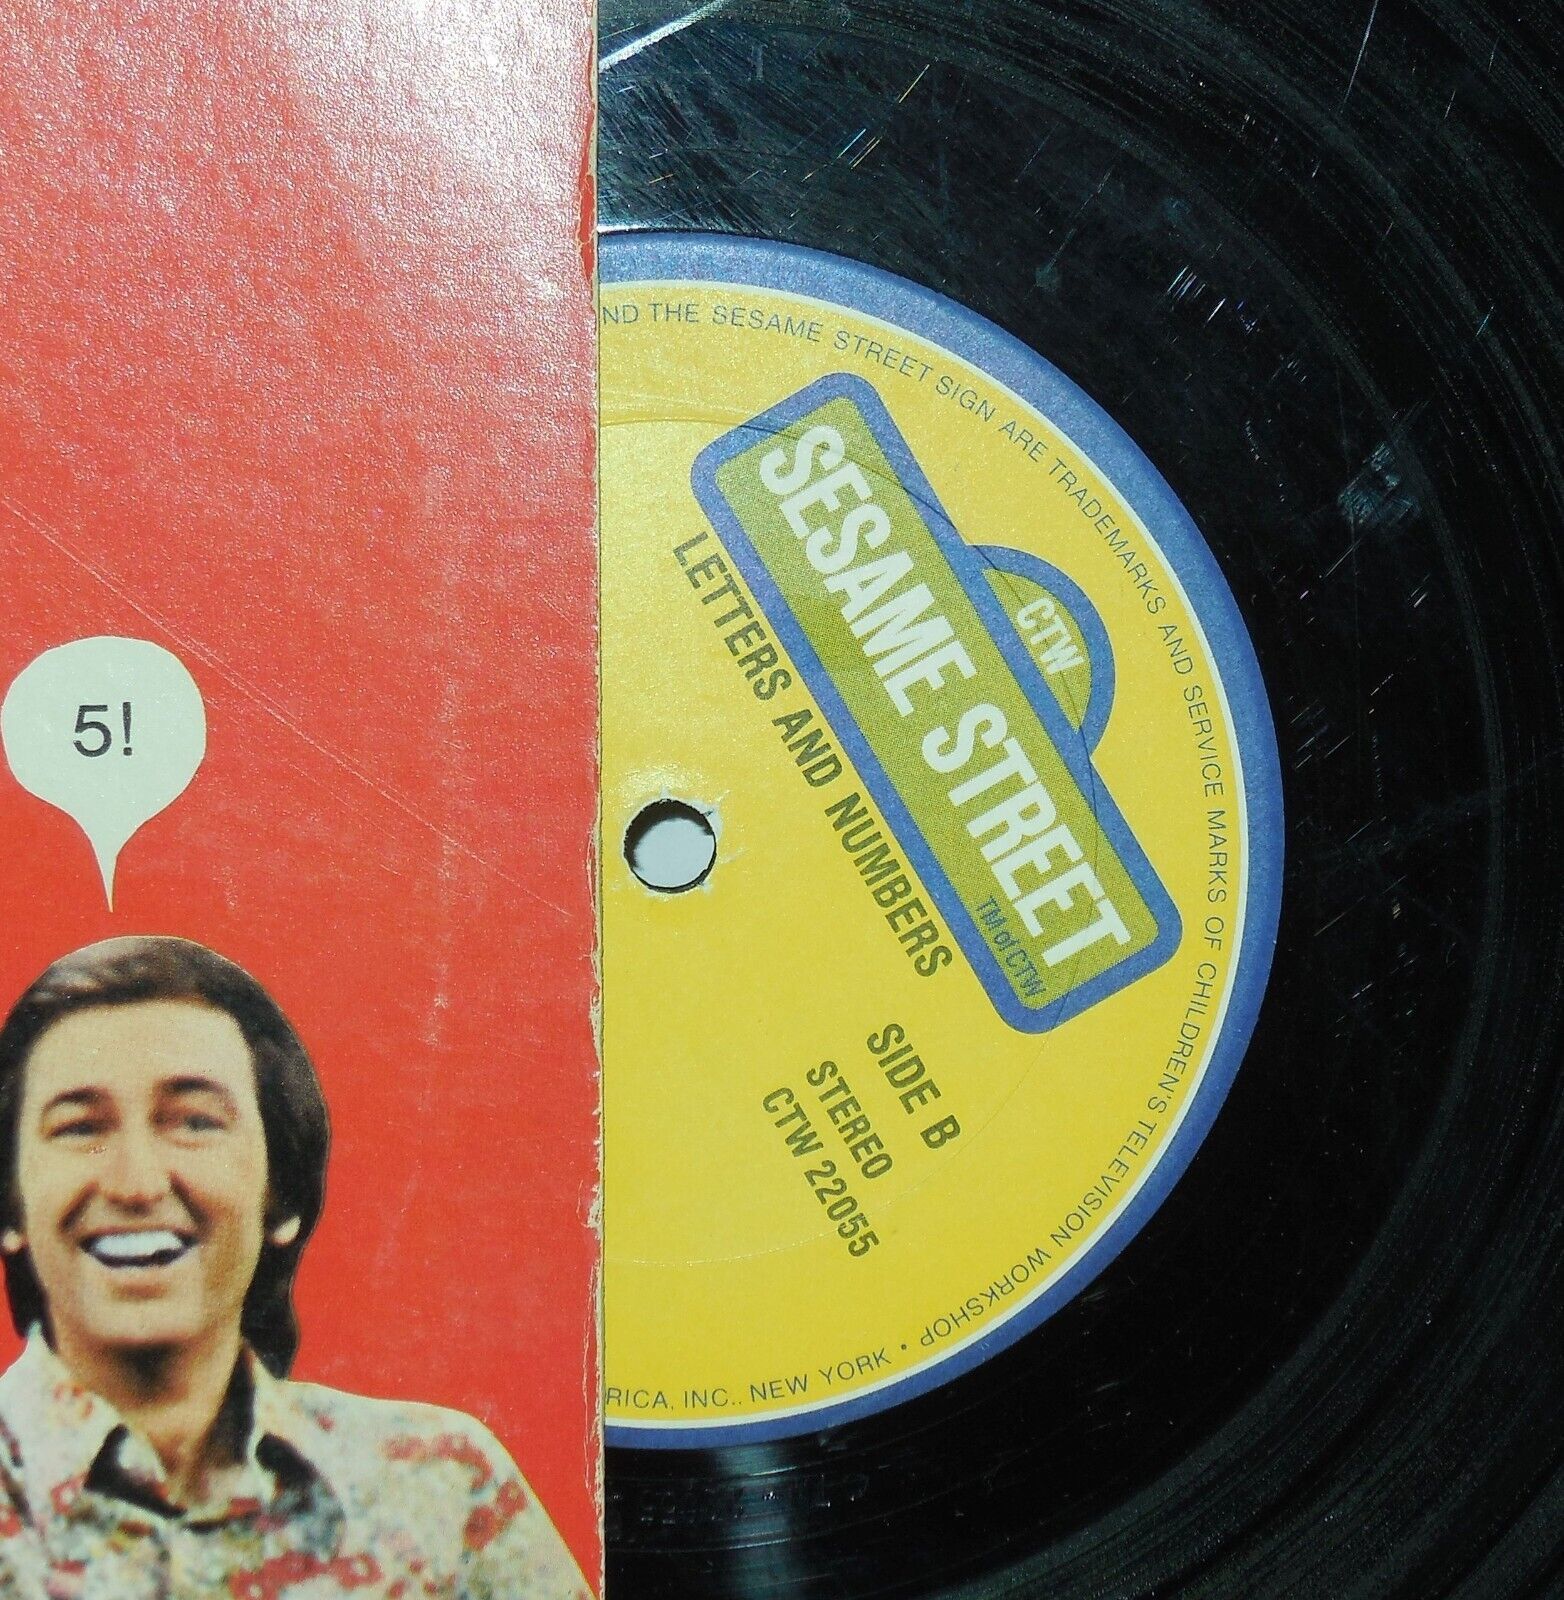 5!
ND THE SESAME STREET SIGN ARE TRADEMARKS AND SERVICE MARKS OF CHILDREN'S TELEVISION WORKSHOP •
CTW
SESAME STREET
TM of CTW
LETTERS AND NUMBERS
SIDE B
STEREO
CTW 22055
RICA, INC., NEW YORK